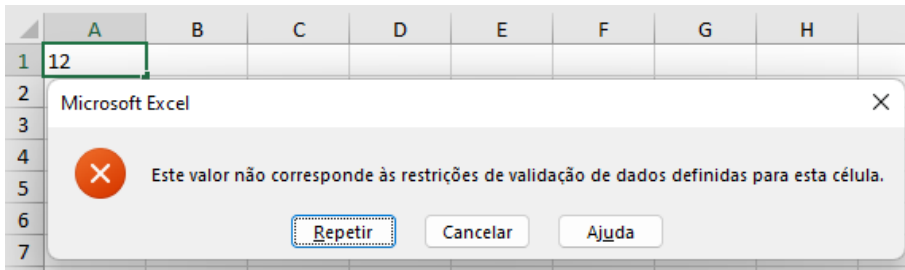 A B C D E F G H
1 12
2
Microsoft Excel
3
4
Este valor não corresponde às restrições de validação de dados definidas para esta célula.
5
6
Repetir Cancelar Ajuda
7